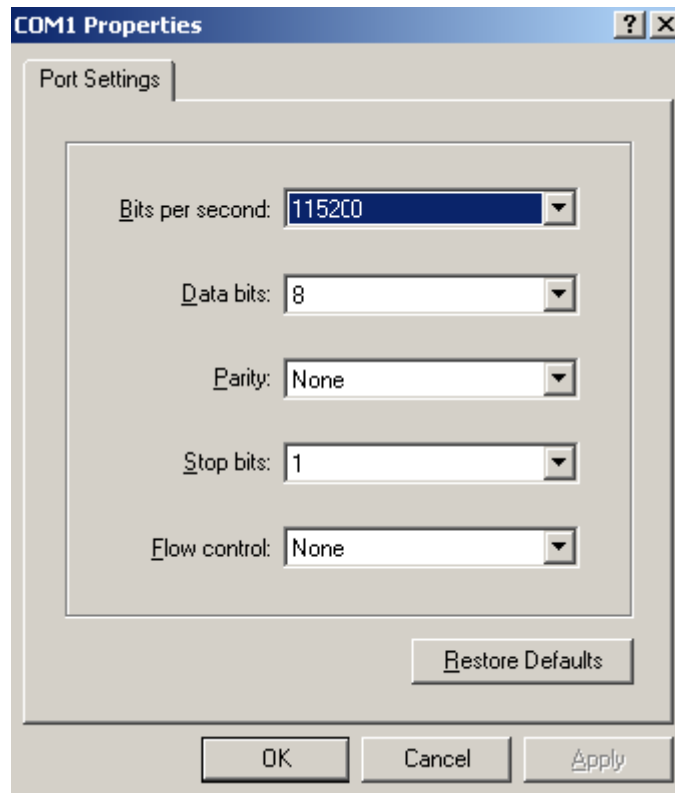 COM1 Properties
Port Settings
Bits per second: 115200
Data bits: 8
Parity: None
Stop bits: 1
Flow control: None
Restore Defaults
OK Cancel Apply